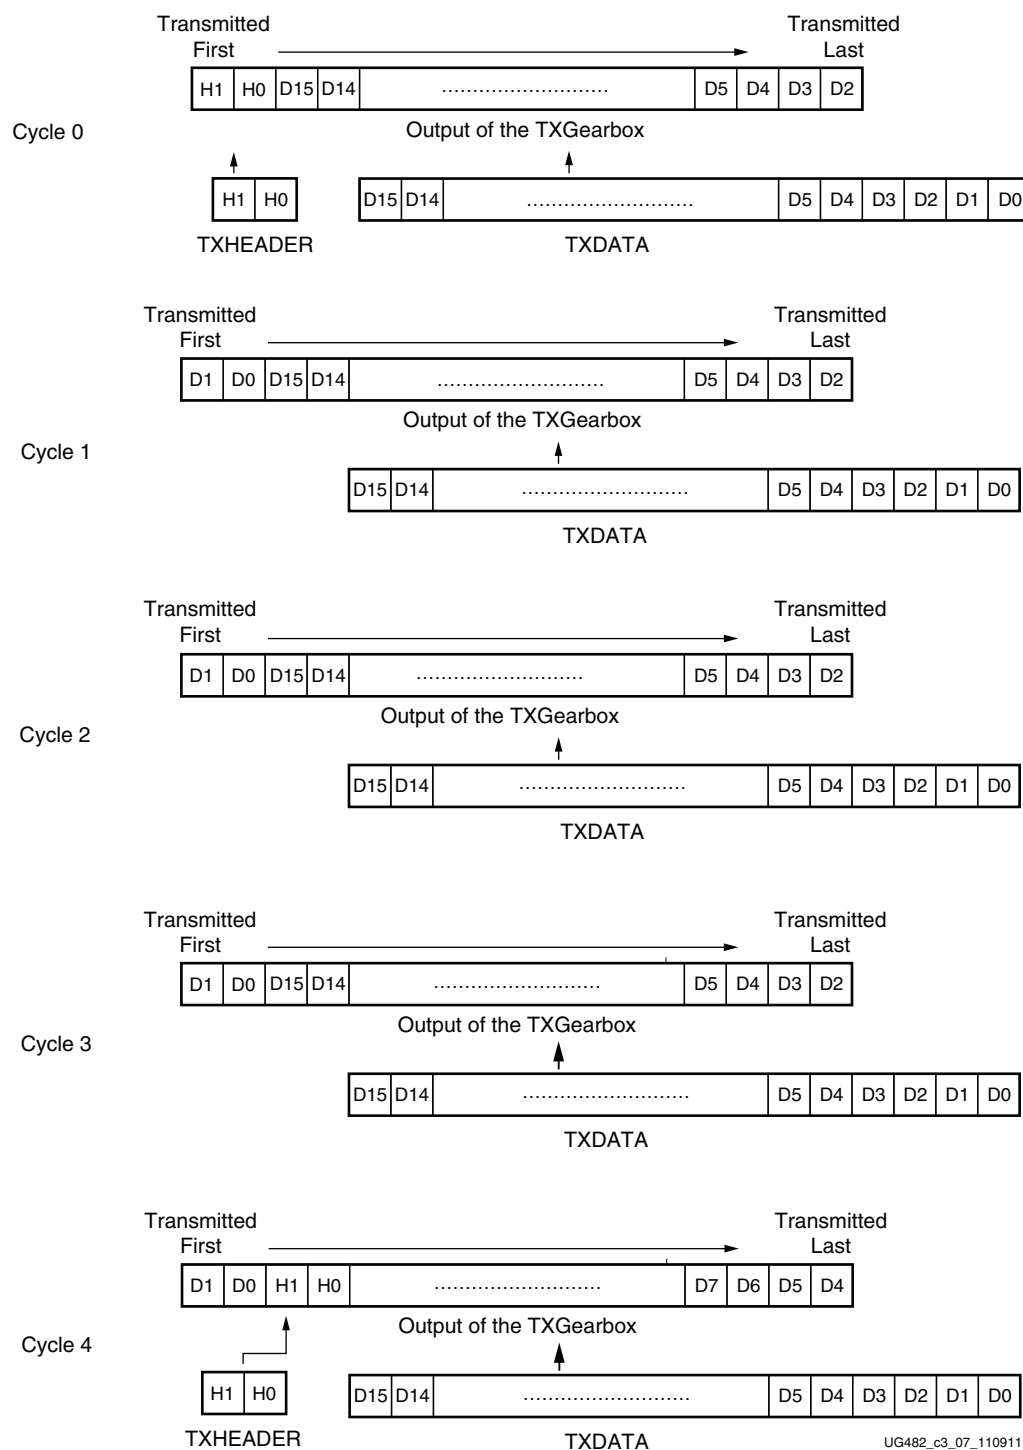 Transmitted First
Transmitted Last
H1 H0 D15 D14 ............................ D5 D4 D3 D2
Cycle 0
Output of the TXGearbox
H1 H0
D15 D14 ............................ D5 D4 D3 D2 D1 D0
TXHEADER
TXDATA
Transmitted First
Transmitted Last
D1 D0 D15 D14 ............................ D5 D4 D3 D2
Output of the TXGearbox
Cycle 1
D15 D14 ............................ D5 D4 D3 D2 D1 D0
TXDATA
Transmitted First
Transmitted Last
D1 D0 D15 D14 ............................ D5 D4 D3 D2
Output of the TXGearbox
Cycle 2
D15 D14 ............................ D5 D4 D3 D2 D1 D0
TXDATA
Transmitted First
Transmitted Last
D1 D0 D15 D14 ............................ D5 D4 D3 D2
Output of the TXGearbox
Cycle 3
D15 D14 ............................ D5 D4 D3 D2 D1 D0
TXDATA
Transmitted First
Transmitted Last
D1 D0 H1 H0 ............................ D7 D6 D5 D4
Output of the TXGearbox
Cycle 4
H1 H0
D15 D14 ............................ D5 D4 D3 D2 D1 D0
TXHEADER
TXDATA
UG482_c3_07_110911